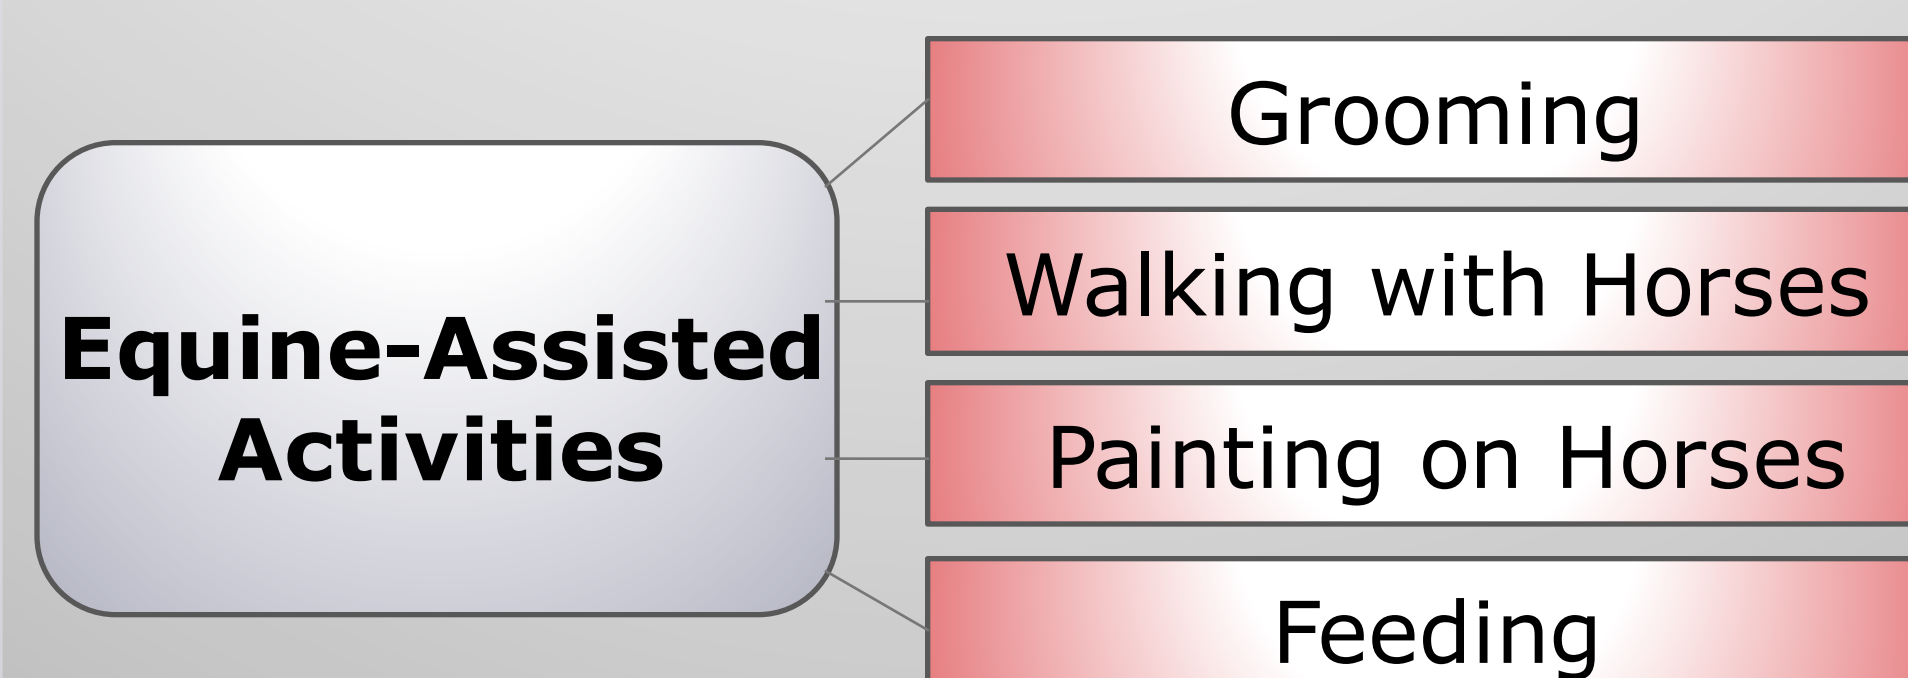 Equine-Assisted
Activities
Grooming
Walking with Horses
Painting on Horses
Feeding